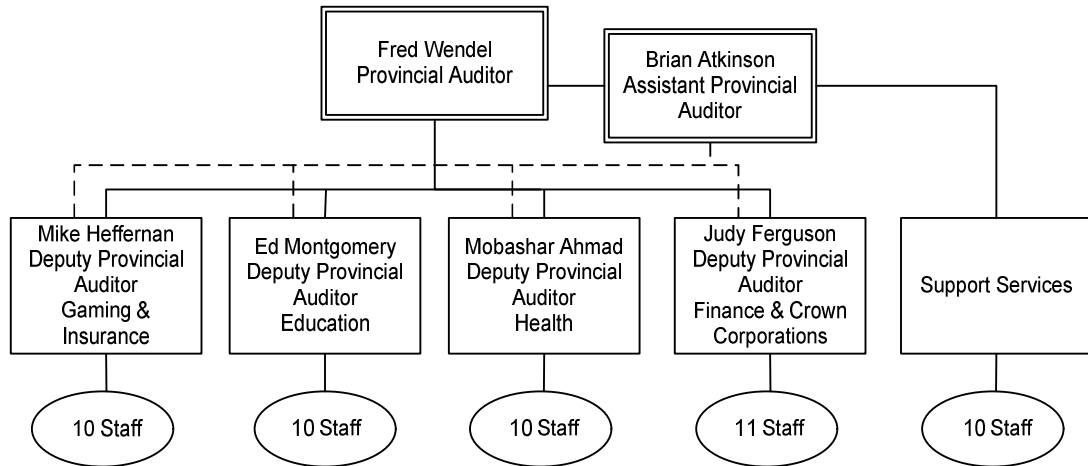 Fred Wendel
Provincial Auditor
Brian Atkinson
Assistant Provincial
Auditor
Mike Heffernan
Deputy Provincial
Auditor
Gaming &
Insurance
Ed Montgomery
Deputy Provincial
Auditor
Education
Mobashar Ahmad
Deputy Provincial
Auditor
Health
Judy Ferguson
Deputy Provincial
Auditor
Finance & Crown
Corporations
Support Services
10 Staff
10 Staff
10 Staff
11 Staff
10 Staff